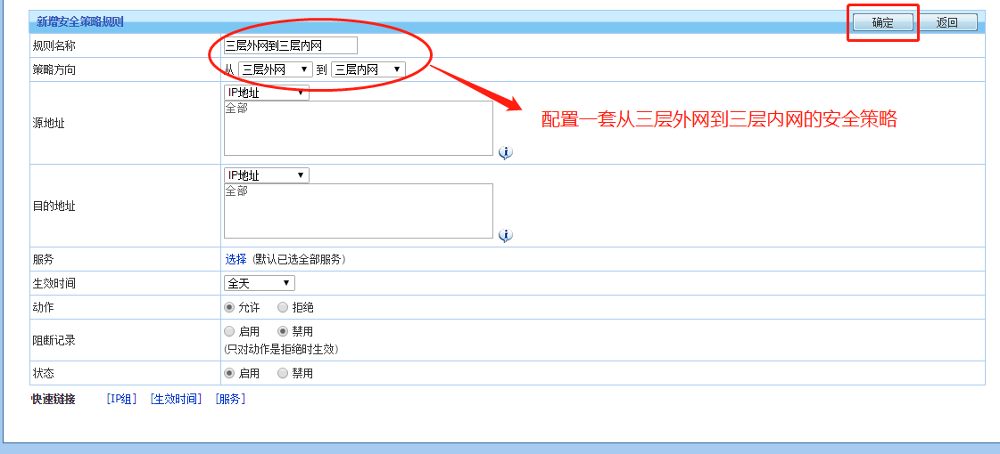 新增安全策略规则
确定 返回
规则名称 三层外网到三层内网
策略方向 从 三层外网 到 三层内网
源地址 IP地址
全部
配置一套从三层外网到三层内网的安全策略
目的地址 IP地址
全部
服务 选择 (默认已选全部服务)
生效时间 全天
动作 允许 拒绝
阻断记录 启用 禁用
(只对动作是拒绝时生效)
状态 启用 禁用
快速链接 [IP组] [生效时间] [服务]